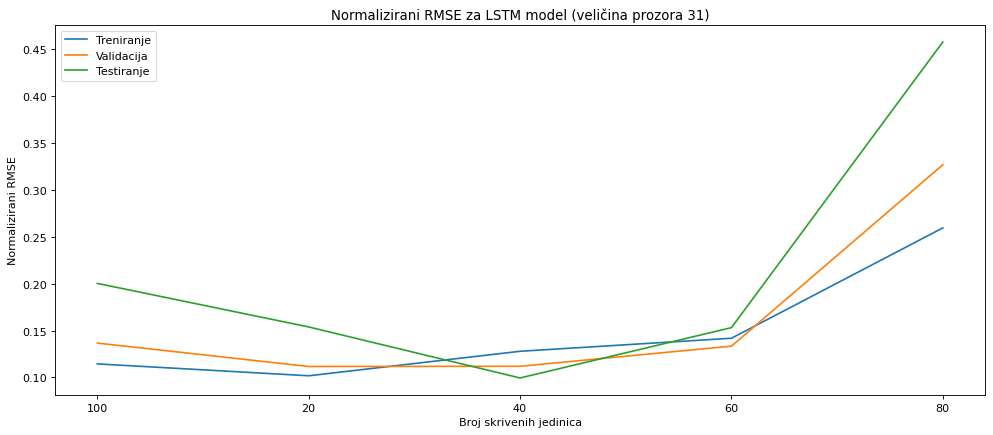 Normalizirani RMSE za LSTM model (veličina prozora 31)
Treniranje
Validacija
Testiranje
0.45
0.40
0.35
0.30
0.25
0.20
0.15
0.10
Normalizirani RMSE
100 20 40 60 80
Broj skrivenih jedinica